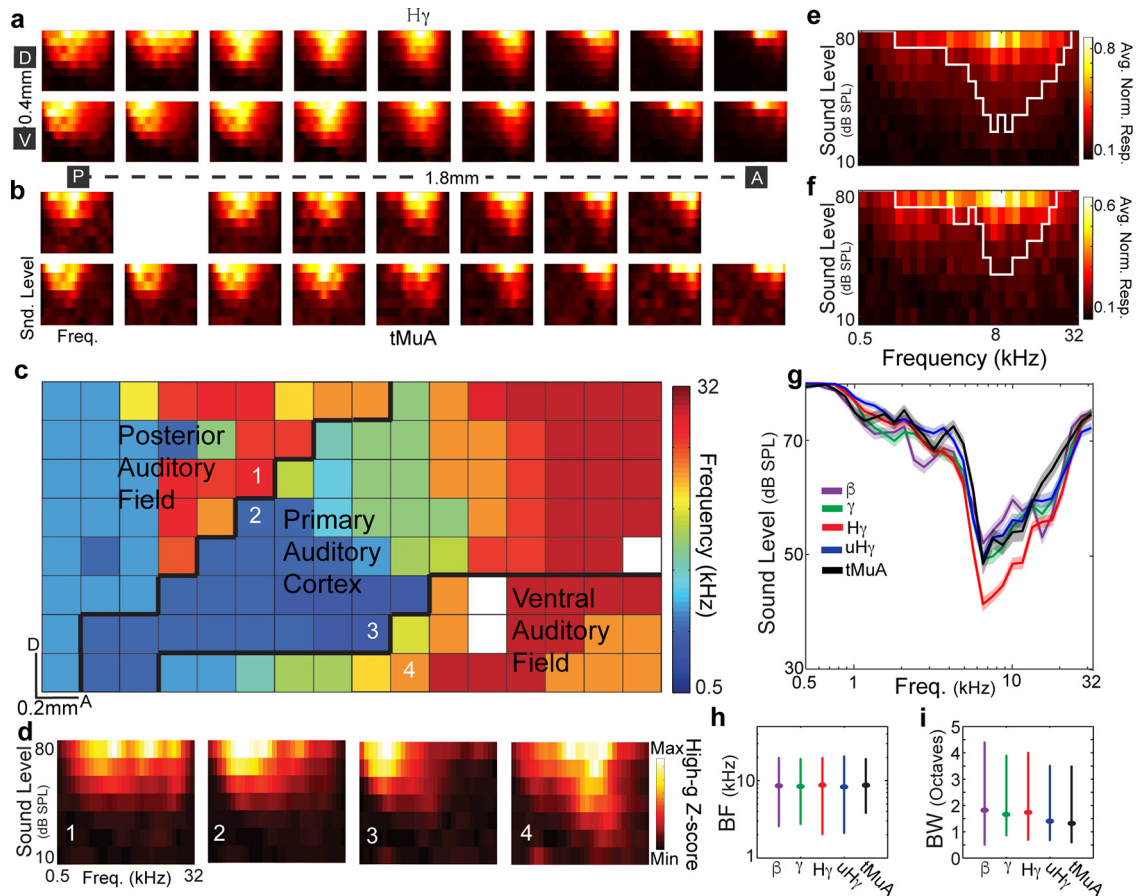 a
Hγ
D
0.4mm
V
P
1.8mm
A
b
Snd. Level
Freq.
tMuA
c
Posterior
Auditory
Field
1
2
Primary
Auditory
Cortex
3
Ventral
Auditory
Field
4
D
0.2mm
A
32
Frequency (kHz)
0.5
d
Sound Level
(dB SPL)
80
10
1
2
3
4
0.5
Freq. (kHz)
32
Max
High-g Z-score
Min
e
Sound Level
(dB SPL)
80
10
0.8
Avg. Norm. Resp.
0.1
f
Sound Level
(dB SPL)
80
10
0.6
Avg. Norm. Resp.
0.1
0.5
8
32
Frequency (kHz)
g
Sound Level (dB SPL)
70
50
30
β
γ
Hγ
uHγ
tMuA
0.5
1
10
32
Freq. (kHz)
h
BF (kHz)
10
1
β
γ
Hγ
uHγ
tMuA
i
BW (Octaves)
5
4
3
2
1
0
β
γ
Hγ
uHγ
tMuA